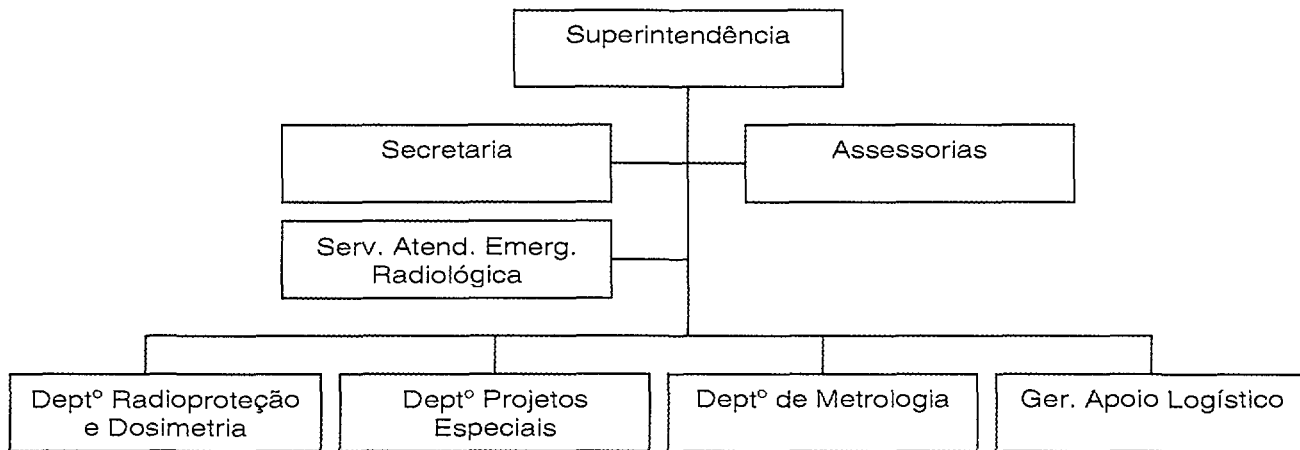 Superintendência
Secretaria
Assessorias
Serv. Atend. Emerg.
Radiológica
Deptº Radioproteção
e Dosimetria
Deptº Projetos
Especiais
Deptº de Metrologia
Ger. Apoio Logístico